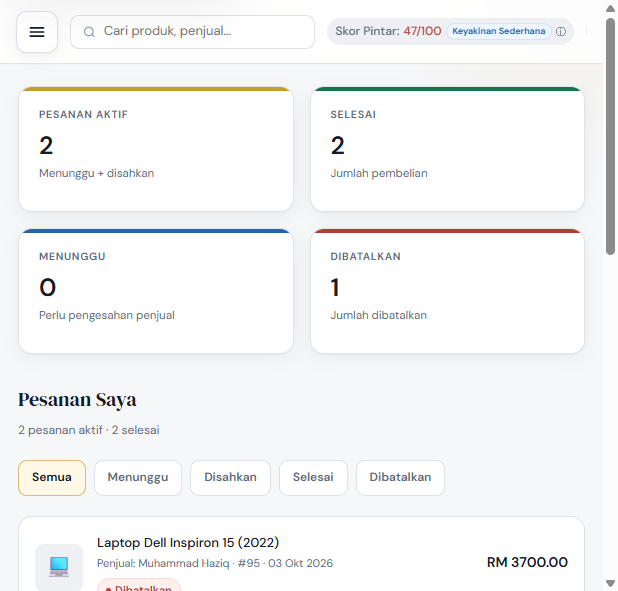 Cari produk, penjual...
Skor Pintar: 47/100 Keyakinan Sederhana
PESANAN AKTIF
2
Menunggu + disahkan
SELESAI
2
Jumlah pembelian
MENUNGGU
0
Perlu pengesahan penjual
DIBATALKAN
1
Jumlah dibatalkan
Pesanan Saya
2 pesanan aktif · 2 selesai
Semua
Menunggu
Disahkan
Selesai
Dibatalkan
Laptop Dell Inspiron 15 (2022)
Penjual: Muhammad Haziq · #95 · 03 Okt 2026
RM 3700.00
Dibatalkan